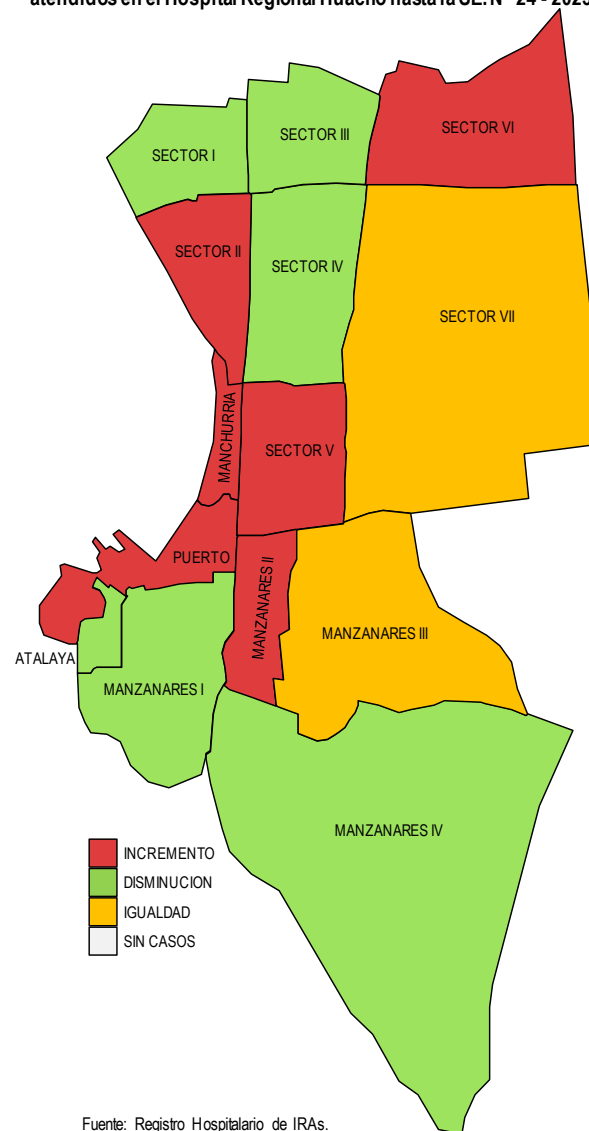 atendidos en el Hospital Regional Huacho hasta la SE. N° 24 - 2025
SECTOR VI
SECTOR III
SECTOR I
SECTOR II
SECTOR IV
SECTOR VII
MANCHURRIA
SECTOR V
PUERTO
MANZANARES II
MANZANARES III
ATALAYA
MANZANARES I
MANZANARES IV
INCREMENTO
DISMINUCION
IGUALDAD
SIN CASOS
Fuente: Registro Hospitalario de IRAs.